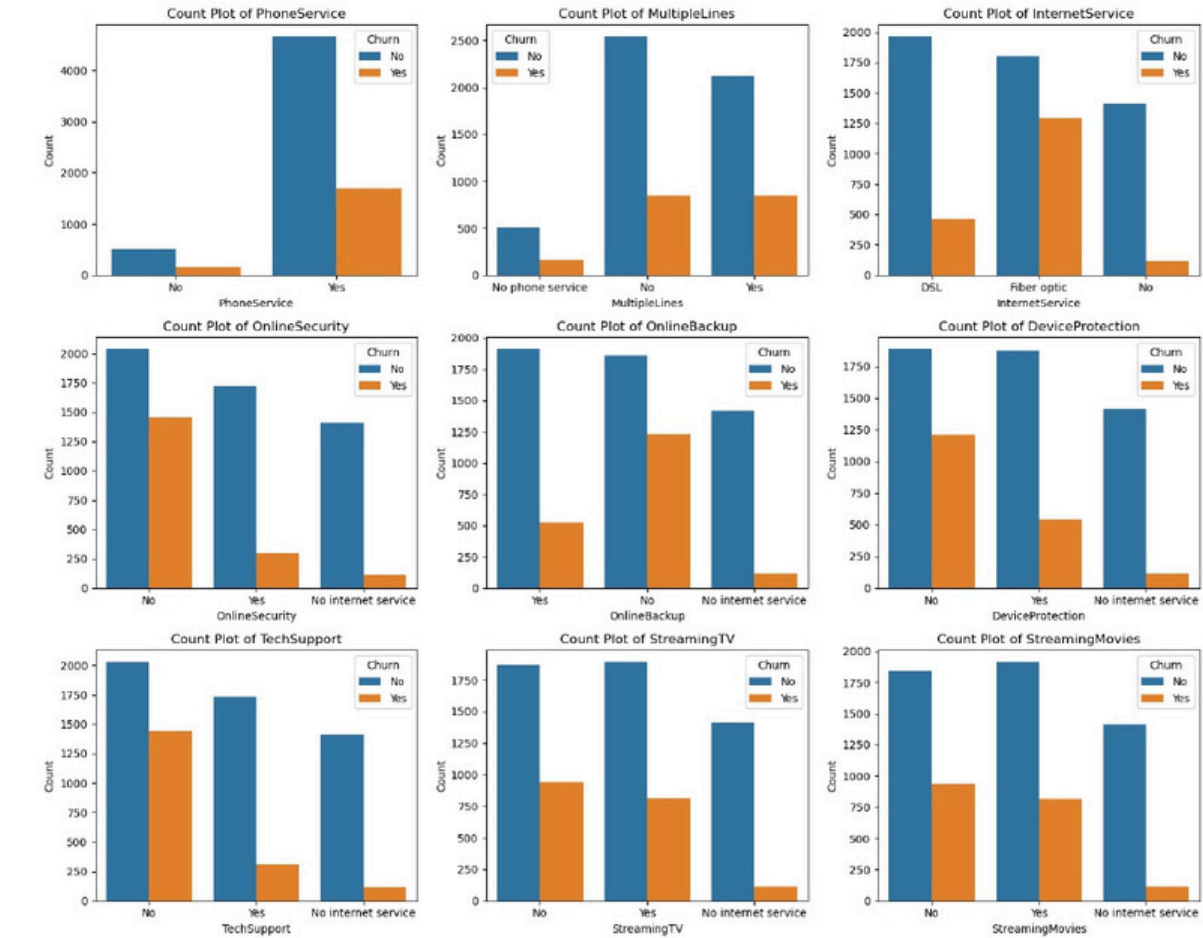 Count Plot of PhoneService
Churn
No
Yes
4000
3000
2000
1000
0
Count
No
Yes
PhoneService
Count Plot of MultipleLines
Churn
No
Yes
2500
2000
1500
1000
500
0
Count
No phone service
No
Yes
MultipleLines
Count Plot of InternetService
Churn
No
Yes
2000
1750
1500
1250
1000
750
500
250
0
Count
DSL
Fiber optic
No
InternetService
Count Plot of OnlineSecurity
Churn
No
Yes
2000
1750
1500
1250
1000
750
500
250
0
Count
No
Yes
No internet service
OnlineSecurity
Count Plot of OnlineBackup
Churn
No
Yes
2000
1750
1500
1250
1000
750
500
250
0
Count
Yes
No
No internet service
OnlineBackup
Count Plot of DeviceProtection
Churn
No
Yes
1750
1500
1250
1000
750
500
250
0
Count
No
Yes
No internet service
DeviceProtection
Count Plot of TechSupport
Churn
No
Yes
2000
1750
1500
1250
1000
750
500
250
0
Count
No
Yes
No internet service
TechSupport
Count Plot of StreamingTV
Churn
No
Yes
1750
1500
1250
1000
750
500
250
0
Count
No
Yes
No internet service
StreamingTV
Count Plot of StreamingMovies
Churn
No
Yes
2000
1750
1500
1250
1000
750
500
250
0
Count
No
Yes
No internet service
StreamingMovies